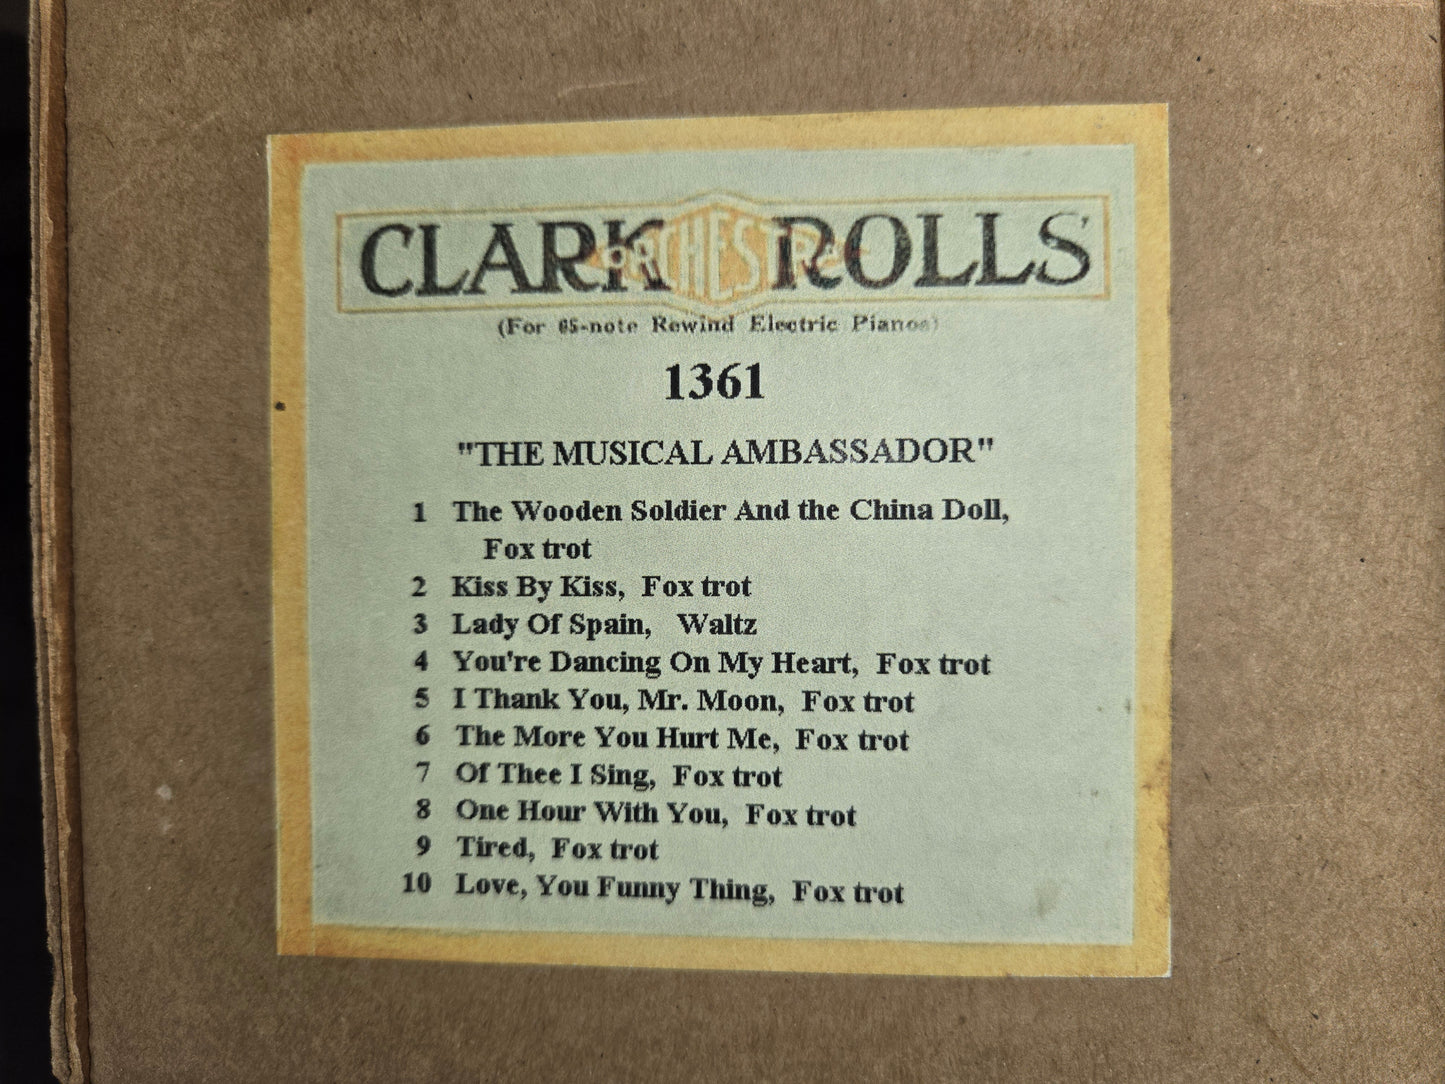 CLARK ORCHESTRA ROLLS
(For 65-note Rewind Electric Pianos)
1361
"THE MUSICAL AMBASSADOR"
1 The Wooden Soldier And the China Doll,
Fox trot
2 Kiss By Kiss, Fox trot
3 Lady Of Spain, Waltz
4 You're Dancing On My Heart, Fox trot
5 I Thank You, Mr. Moon, Fox trot
6 The More You Hurt Me, Fox trot
7 Of Thee I Sing, Fox trot
8 One Hour With You, Fox trot
9 Tired, Fox trot
10 Love, You Funny Thing, Fox trot